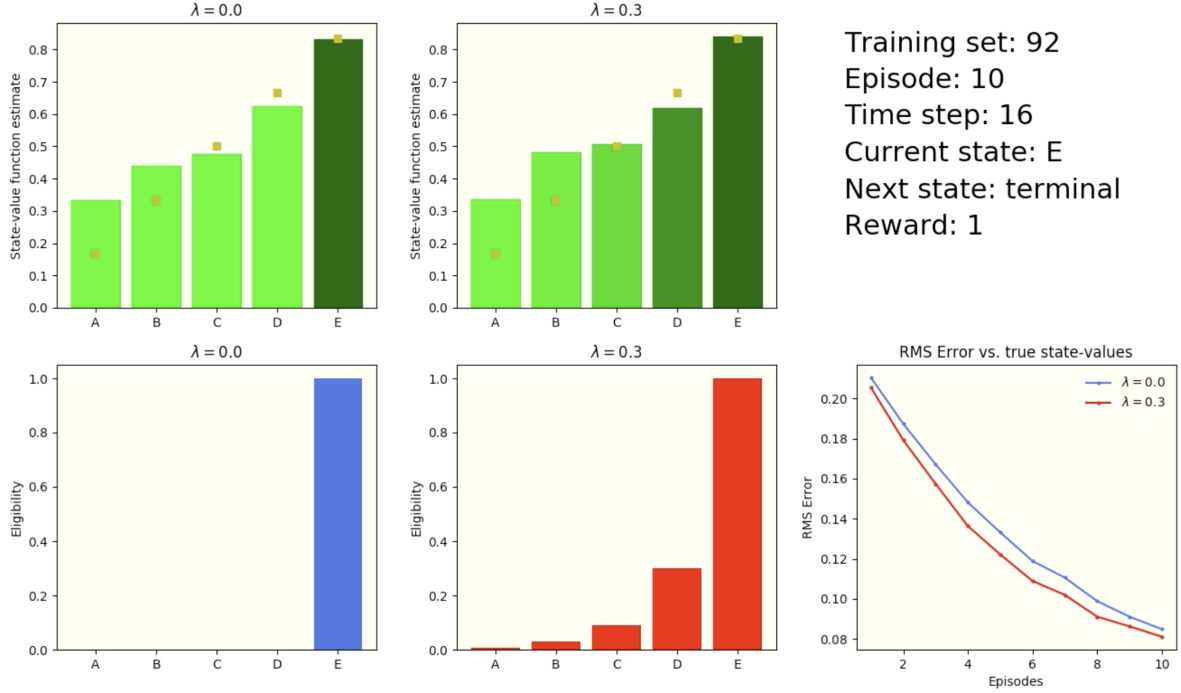 λ = 0.0
State-value function estimate
0.8
0.7
0.6
0.5
0.4
0.3
0.2
0.1
0.0
A B C D E
λ = 0.3
State-value function estimate
0.8
0.7
0.6
0.5
0.4
0.3
0.2
0.1
0.0
A B C D E
Training set: 92
Episode: 10
Time step: 16
Current state: E
Next state: terminal
Reward: 1
λ = 0.0
Eligibility
1.0
0.8
0.6
0.4
0.2
0.0
A B C D E
λ = 0.3
Eligibility
1.0
0.8
0.6
0.4
0.2
0.0
A B C D E
RMS Error vs. true state-values
λ = 0.0
λ = 0.3
RMS Error
0.20
0.18
0.16
0.14
0.12
0.10
0.08
2 4 6 8 10
Episodes